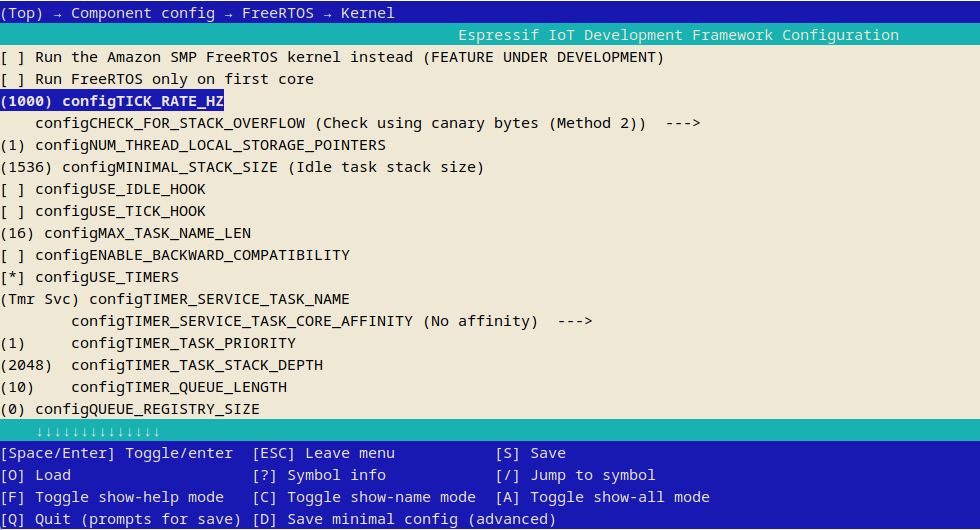 (Top) → Component config → FreeRTOS → Kernel
Espressif IoT Development Framework Configuration
[ ] Run the Amazon SMP FreeRTOS kernel instead (FEATURE UNDER DEVELOPMENT)
[ ] Run FreeRTOS only on first core
(1000) configTICK_RATE_HZ
configCHECK_FOR_STACK_OVERFLOW (Check using canary bytes (Method 2))  --->
(1) configNUM_THREAD_LOCAL_STORAGE_POINTERS
(1536) configMINIMAL_STACK_SIZE (Idle task stack size)
[ ] configUSE_IDLE_HOOK
[ ] configUSE_TICK_HOOK
(16) configMAX_TASK_NAME_LEN
[ ] configENABLE_BACKWARD_COMPATIBILITY
[*] configUSE_TIMERS
(Tmr Svc) configTIMER_SERVICE_TASK_NAME
configTIMER_SERVICE_TASK_CORE_AFFINITY (No affinity)  --->
(1)     configTIMER_TASK_PRIORITY
(2048)  configTIMER_TASK_STACK_DEPTH
(10)    configTIMER_QUEUE_LENGTH
(0) configQUEUE_REGISTRY_SIZE
↓↓↓↓↓↓↓↓↓↓↓↓↓↓
[Space/Enter] Toggle/enter  [ESC] Leave menu           [S] Save
[O] Load                    [?] Symbol info            [/] Jump to symbol
[F] Toggle show-help mode   [C] Toggle show-name mode  [A] Toggle show-all mode
[Q] Quit (prompts for save) [D] Save minimal config (advanced)